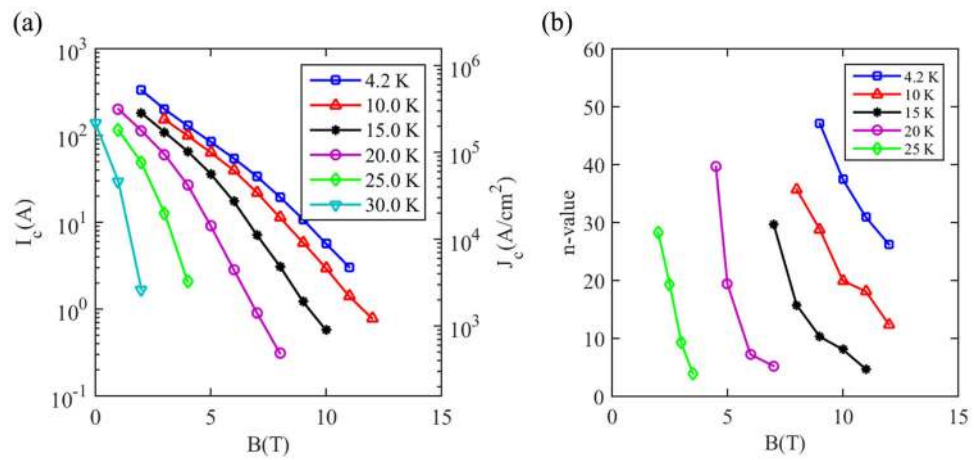 (a)
10^3
10^2
10^1
10^0
10^-1
I_c(A)
0 5 10 15
B(T)
10^6
10^5
10^4
10^3
J_c(A/cm^2)
4.2 K
10.0 K
15.0 K
20.0 K
25.0 K
30.0 K
(b)
60
50
40
30
20
10
0
n-value
0 5 10 15
B(T)
4.2 K
10 K
15 K
20 K
25 K